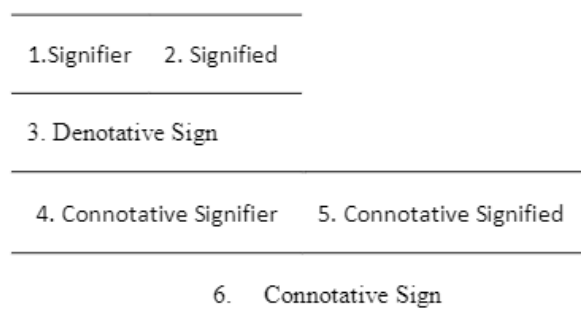 1.Signifier 2. Signified
3. Denotative Sign
4. Connotative Signifier 5. Connotative Signified
6. Connotative Sign